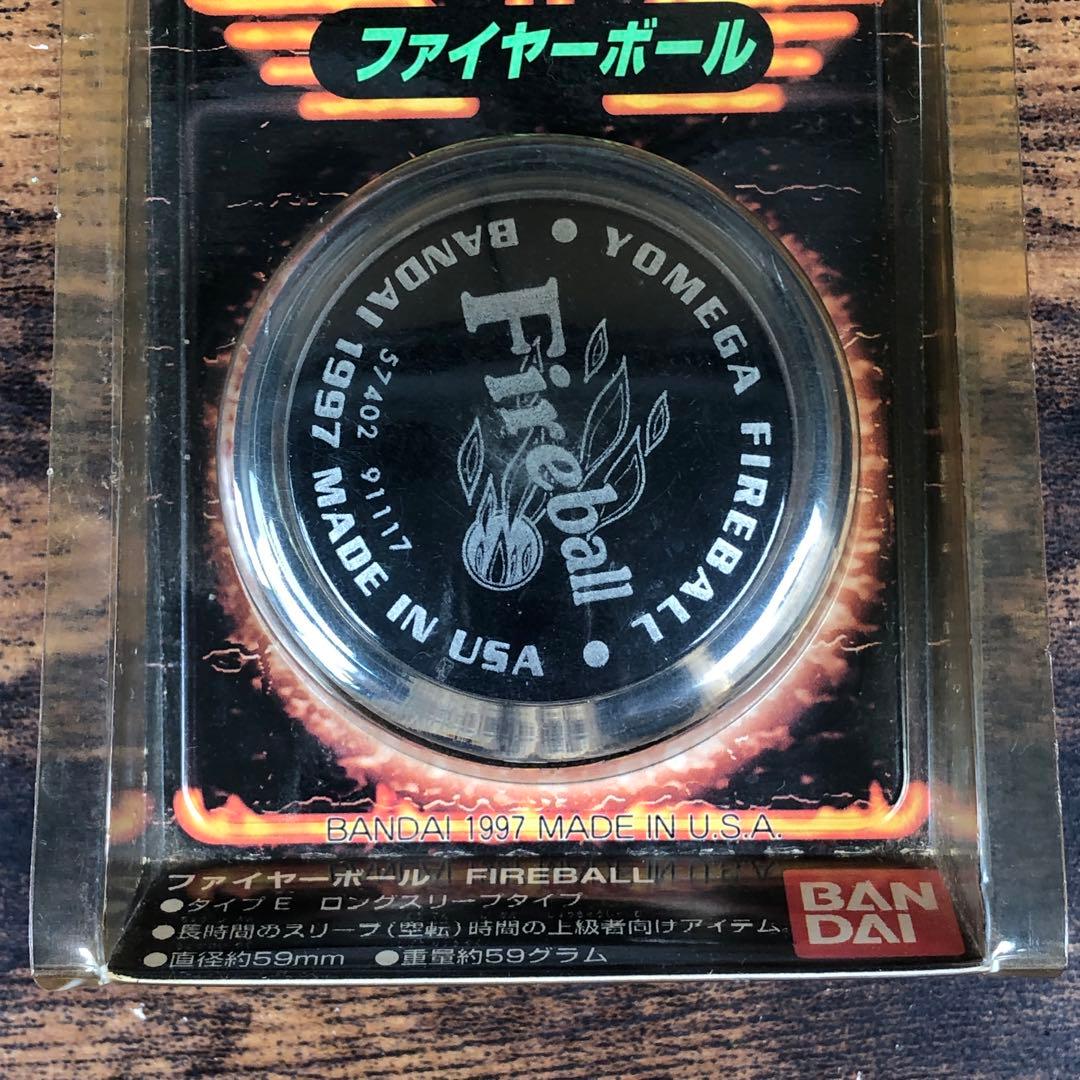 ファイヤーボール
YOMEGA FIREBALL
BANDAI 1997 MADE IN USA
57402 91117
Fireball
BANDAI 1997 MADE IN U.S.A.
ファイヤーボール FIREBALL
●タイプE ロングスリープタイプ
●長時間のスリープ(空転)時間の上級者向けアイテム。
●直径約59mm ●重量約59グラム
BAN
DAI